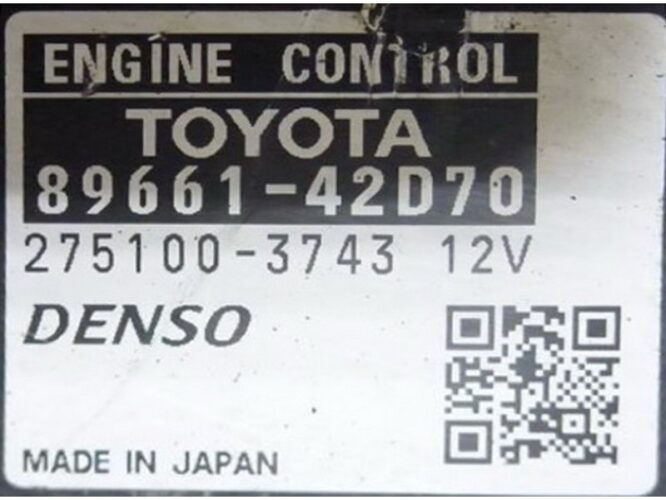 ENGINE CONTROL
TOYOTA
89661-42D70
275100-3743 12V
DENSO
MADE IN JAPAN